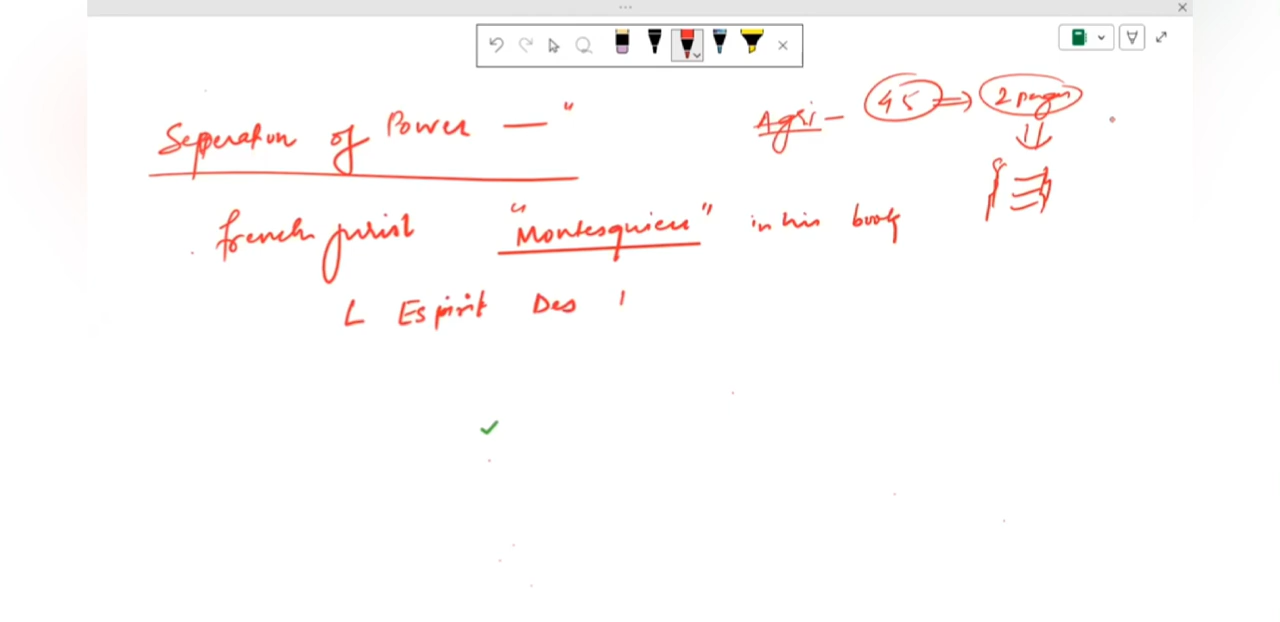 Seperation of Power — "
Agri - 45 => 2 pages
french jurist "Montesquieu" in his book
L Espirit Des